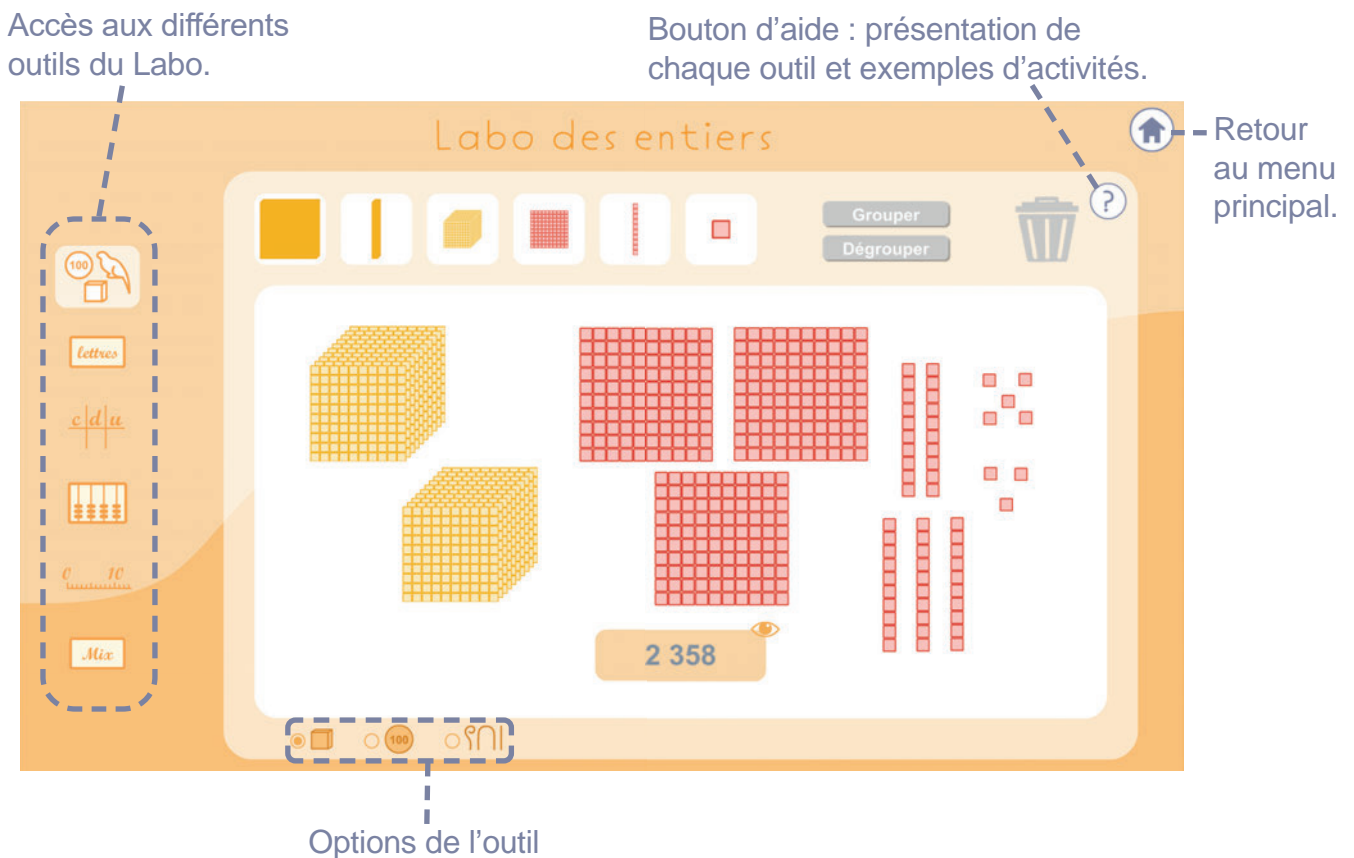 Accès aux différents
outils du Labo.
Bouton d’aide : présentation de
chaque outil et exemples d’activités.
Labo des entiers
Retour
au menu
principal.
?
Grouper
Dégrouper
100
lettres
c d u
0 10
Mix
2 358
100
Options de l’outil